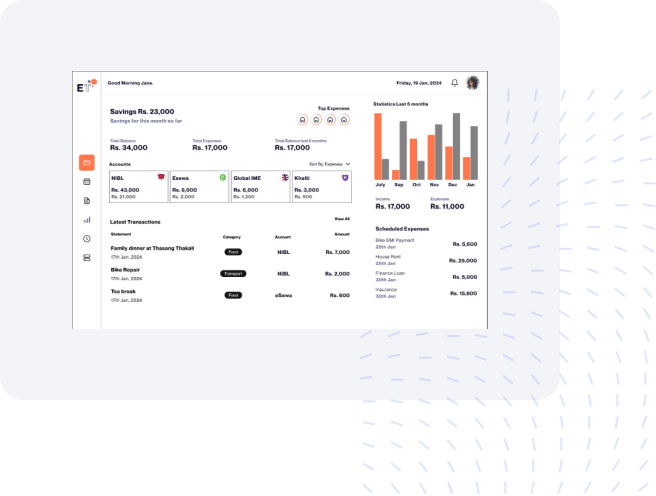 ET
Good Morning Jane.
Friday, 19 Jan, 2024
Savings Rs. 23,000
Savings for this month so far
Top Expenses
Total Balance
Rs. 34,000
Total Expenses
Rs. 17,000
Total Balance last 6 months
Rs. 17,000
Accounts
Sort By: Expenses
NIBL
Rs. 43,000
Rs. 21,000
Esewa
Rs. 8,000
Rs. 2,000
Global IME
Rs. 6,000
Rs. 1,200
Khalti
Rs. 3,000
Rs. 500
Latest Transactions
View All
Statement
Category
Account
Amount
Family dinner at Thasang Thakali
17th Jan, 2024
Food
NIBL
Rs. 7,000
Bike Repair
17th Jan, 2024
Transport
NIBL
Rs. 2,000
Tea break
17th Jan, 2024
Food
eSewa
Rs. 600
Statistics Last 6 months
July Sep Oct Nov Dec Jan
Income
Rs. 17,000
Expenses
Rs. 11,000
Scheduled Expenses
Bike EMI Payment
Rs. 5,600
House Rent
25th Jan
Rs. 25,000
Finance Loan
30th Jan
Rs. 5,000
Insurance
30th Jan
Rs. 15,600